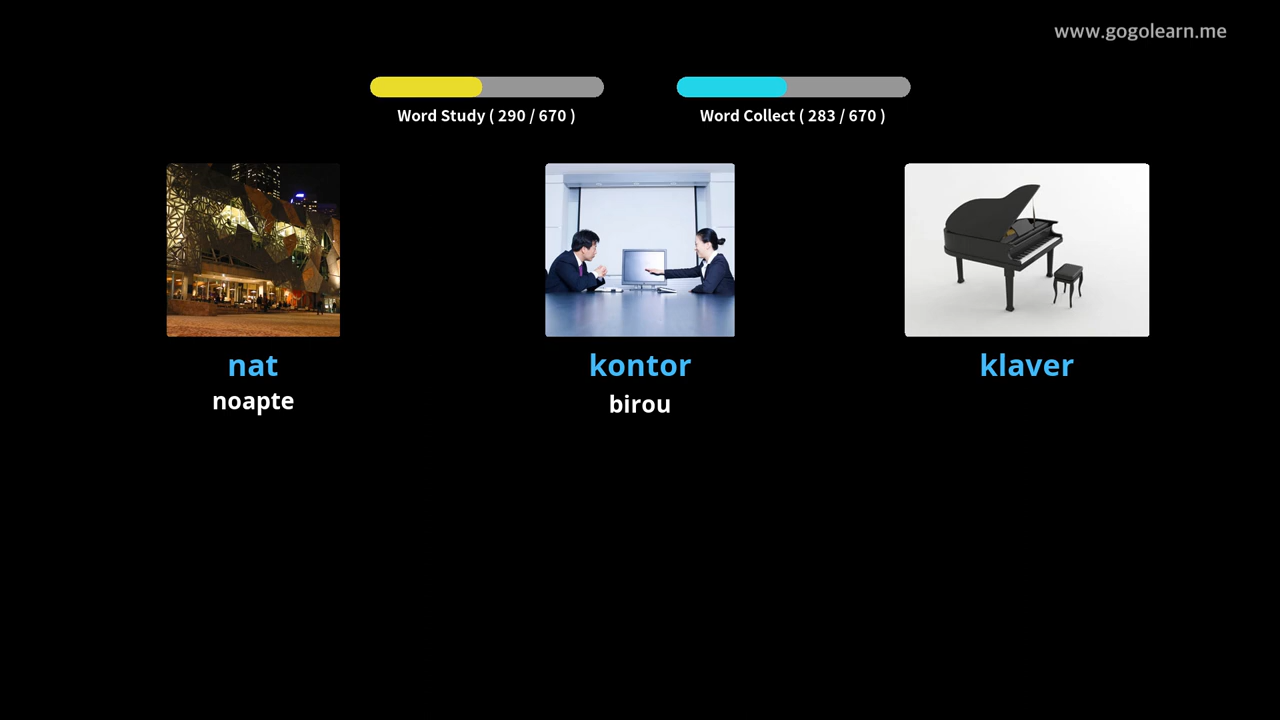 www.gogolearn.me
Word Study ( 290 / 670 )
Word Collect ( 283 / 670 )
nat
noapte
kontor
birou
klaver